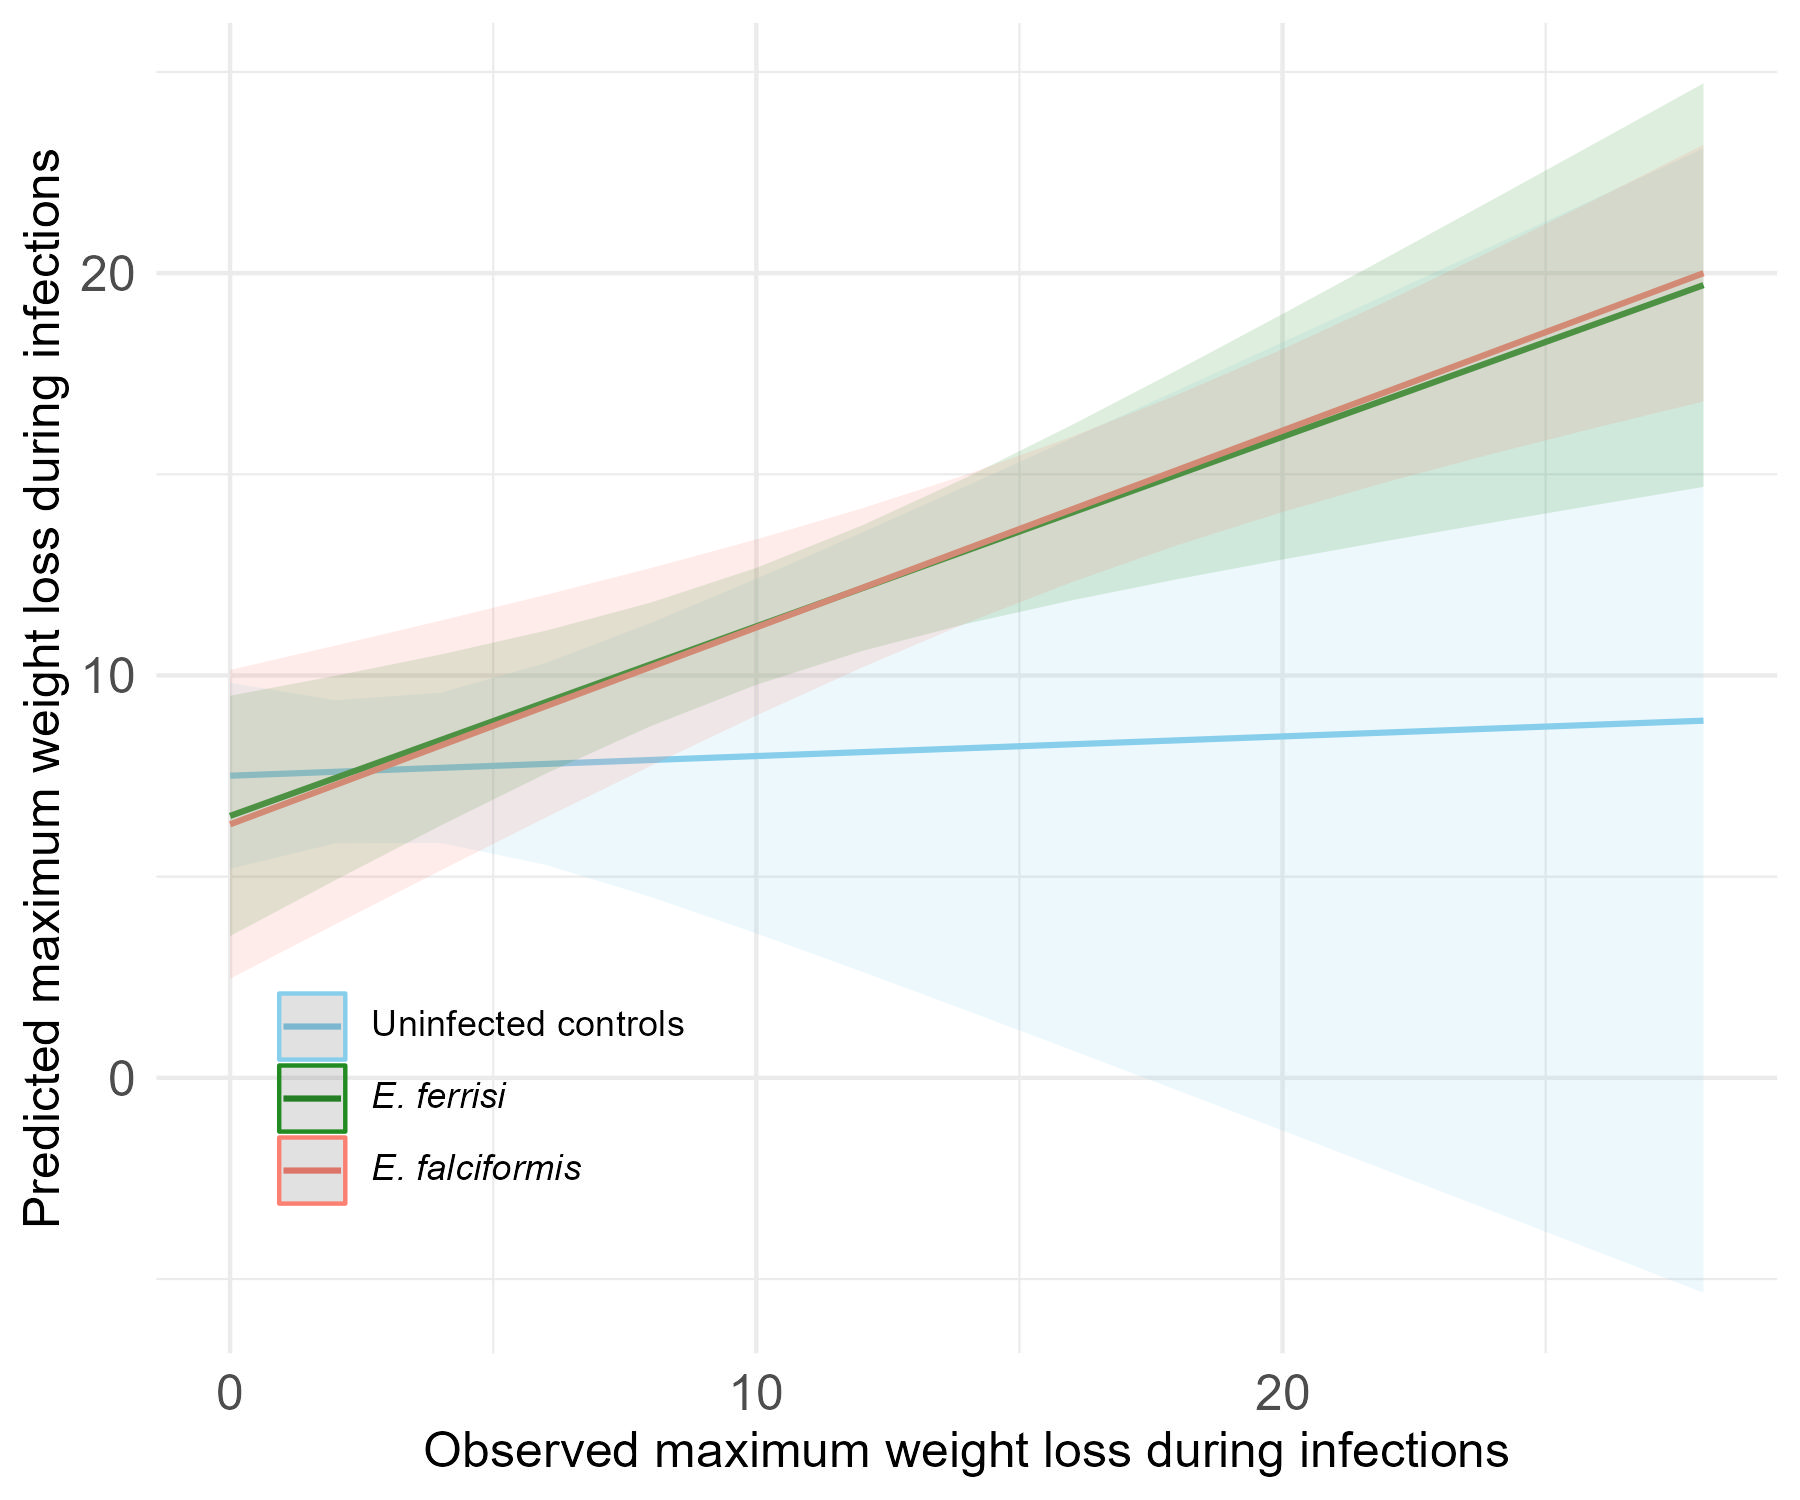 Predicted maximum weight loss during infections
20
10
0
Uninfected controls
E. ferrisi
E. falciformis
0 10 20
Observed maximum weight loss during infections